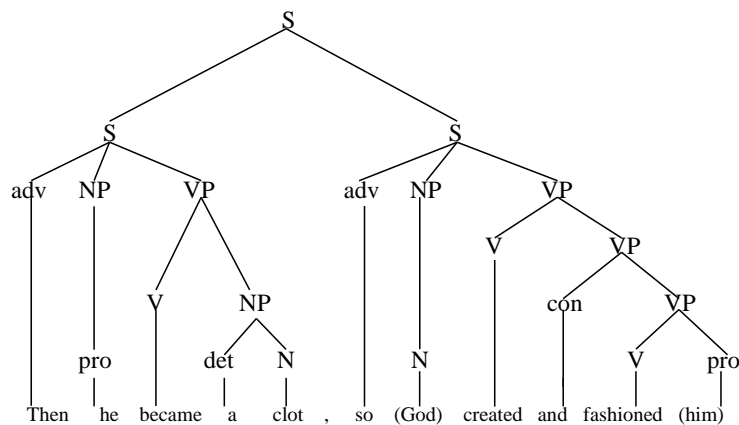 S
S S
adv NP VP adv NP VP
V VP
V NP con VP
pro det N N V pro
Then he became a clot , so (God) created and fashioned (him)